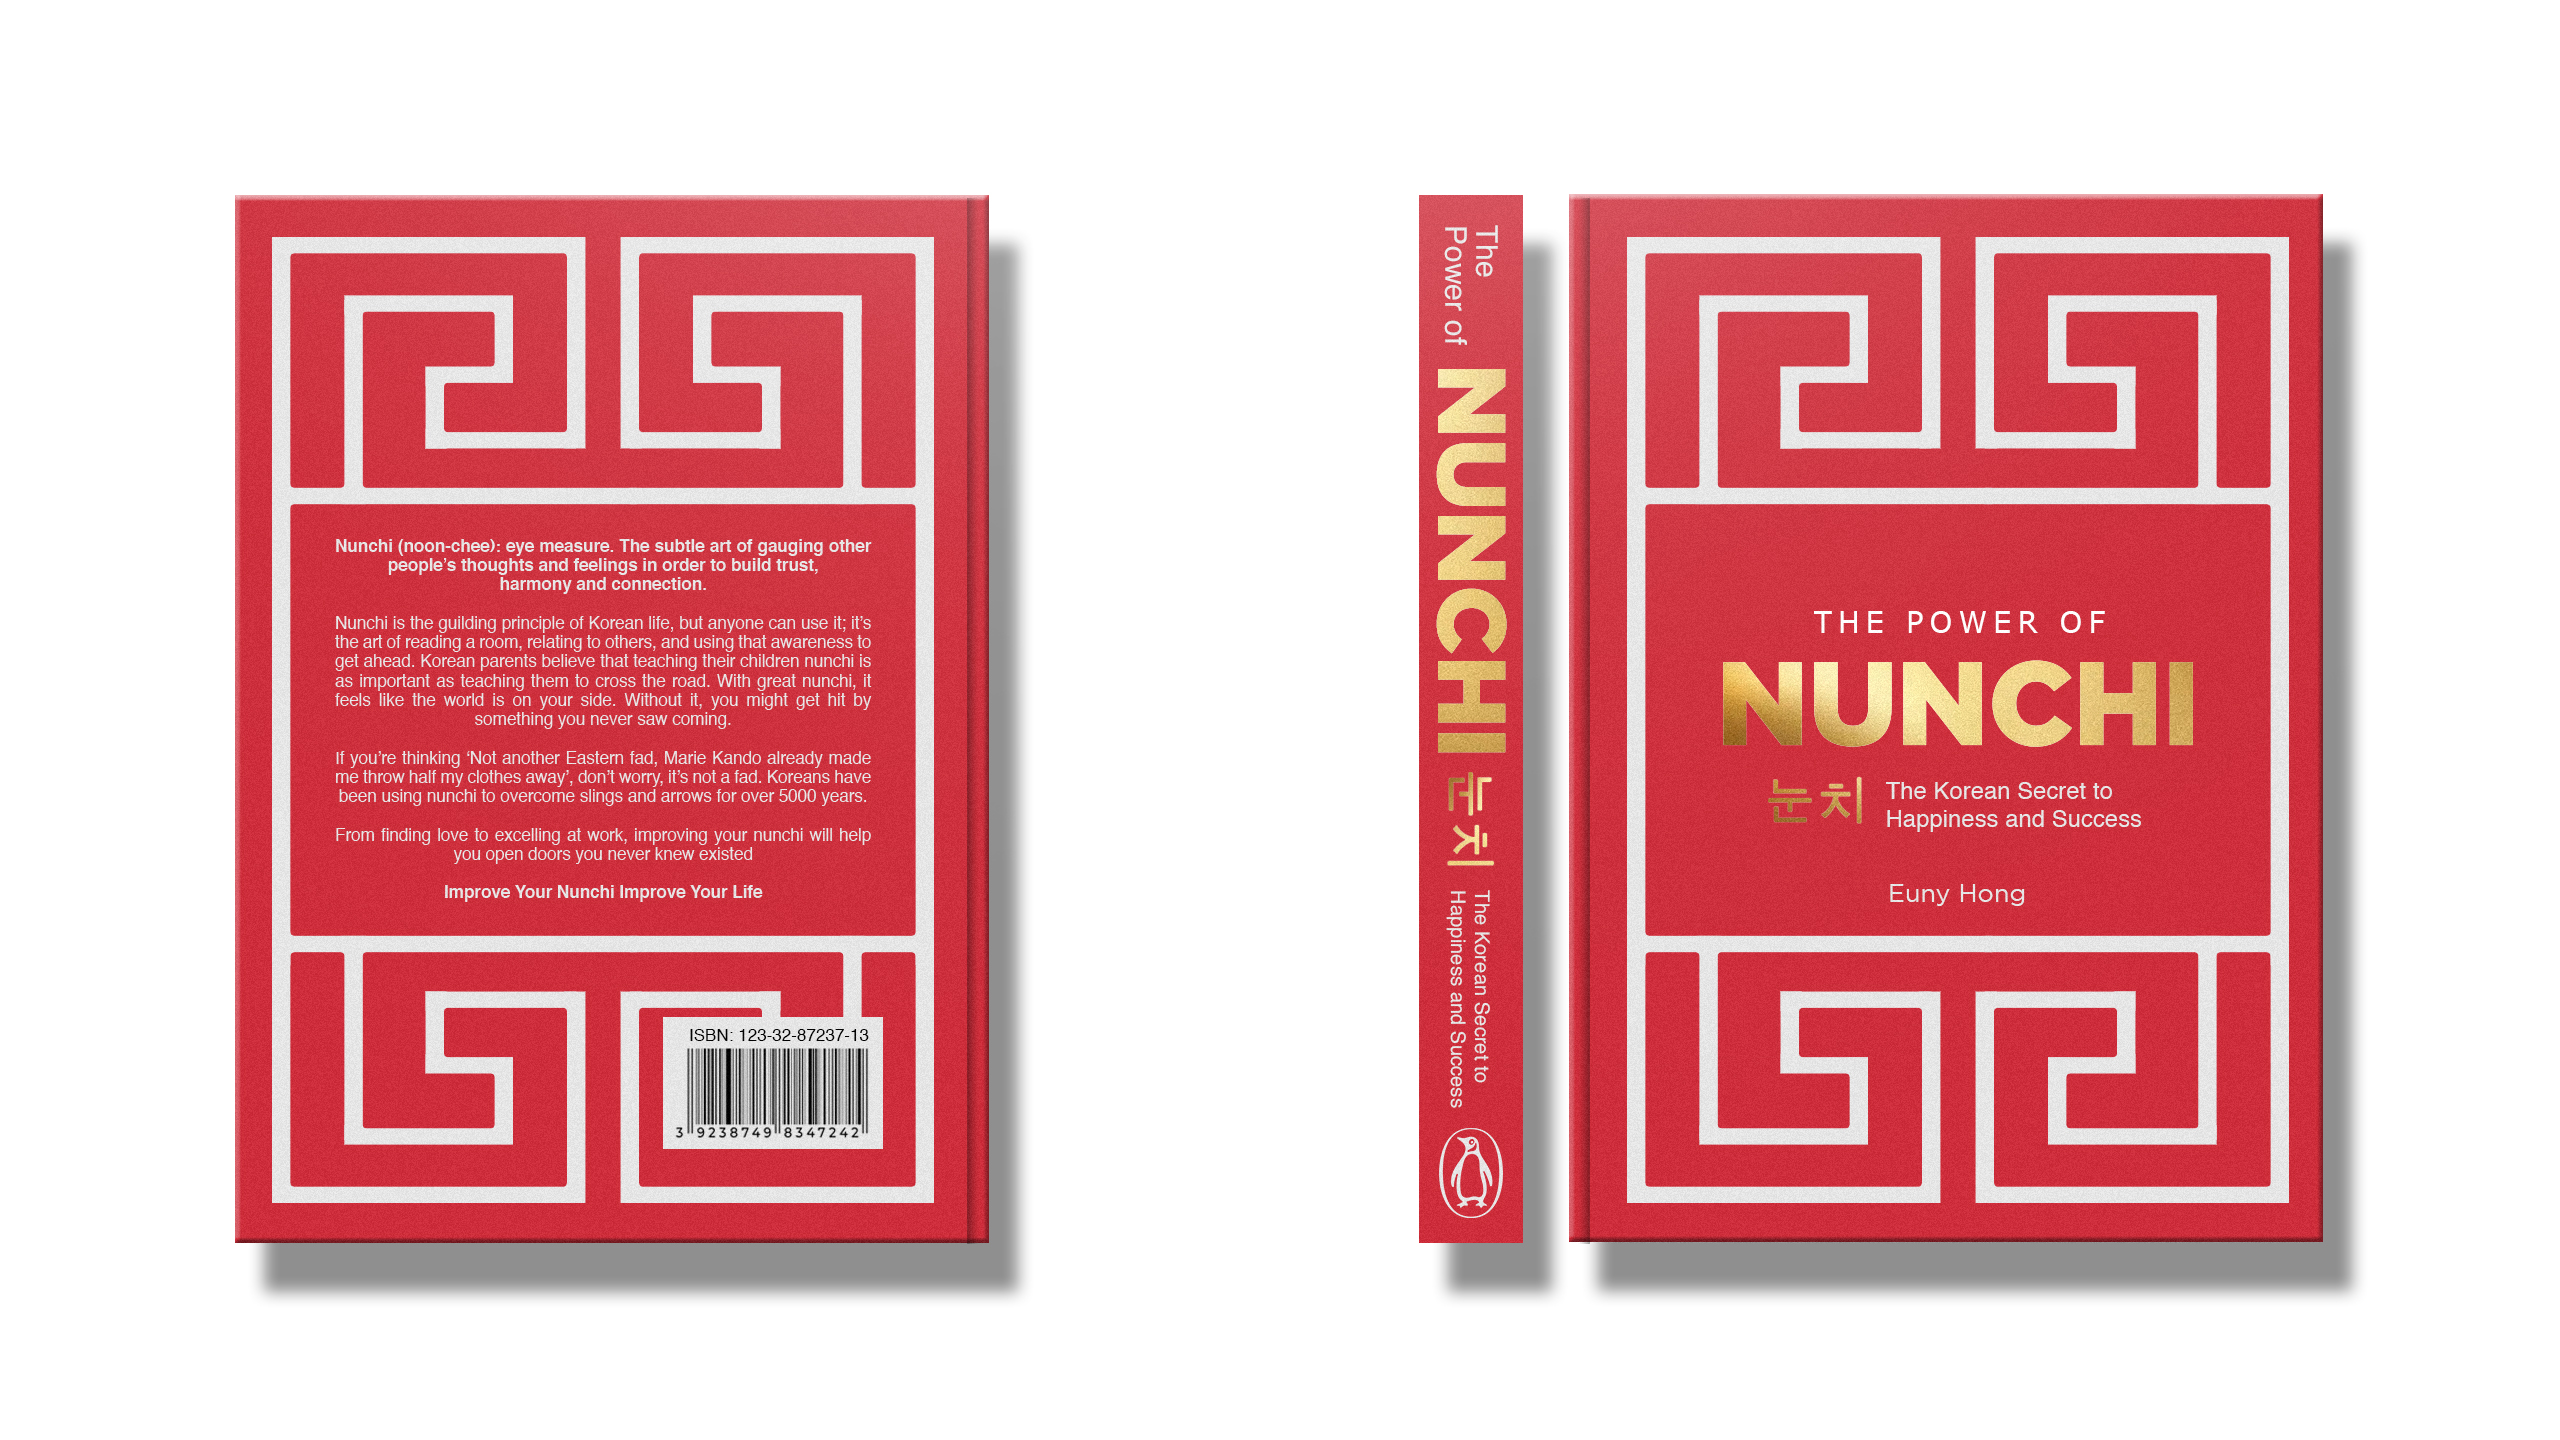 Nunchi (noon-chee): eye measure. The subtle art of gauging other
people's thoughts and feelings in order to build trust,
harmony and connection.
Nunchi is the guilding principle of Korean life, but anyone can use it; it's
the art of reading a room, relating to others, and using that awareness to
get ahead. Korean parents believe that teaching their children nunchi is
as important as teaching them to cross the road. With great nunchi, it
feels like the world is on your side. Without it, you might get hit by
something you never saw coming.
If you're thinking ‘Not another Eastern fad, Marie Kando already made
me throw half my clothes away’, don't worry, it's not a fad. Koreans have
been using nunchi to overcome slings and arrows for over 5000 years.
From finding love to excelling at work, improving your nunchi will help
you open doors you never knew existed
Improve Your Nunchi Improve Your Life
ISBN: 123-32-87237-13
3 9238749 8347242
The
Power of
NUNCHI
눈치
The Korean Secret to
Happiness and Success
THE POWER OF
NUNCHI
눈치
The Korean Secret to
Happiness and Success
Euny Hong